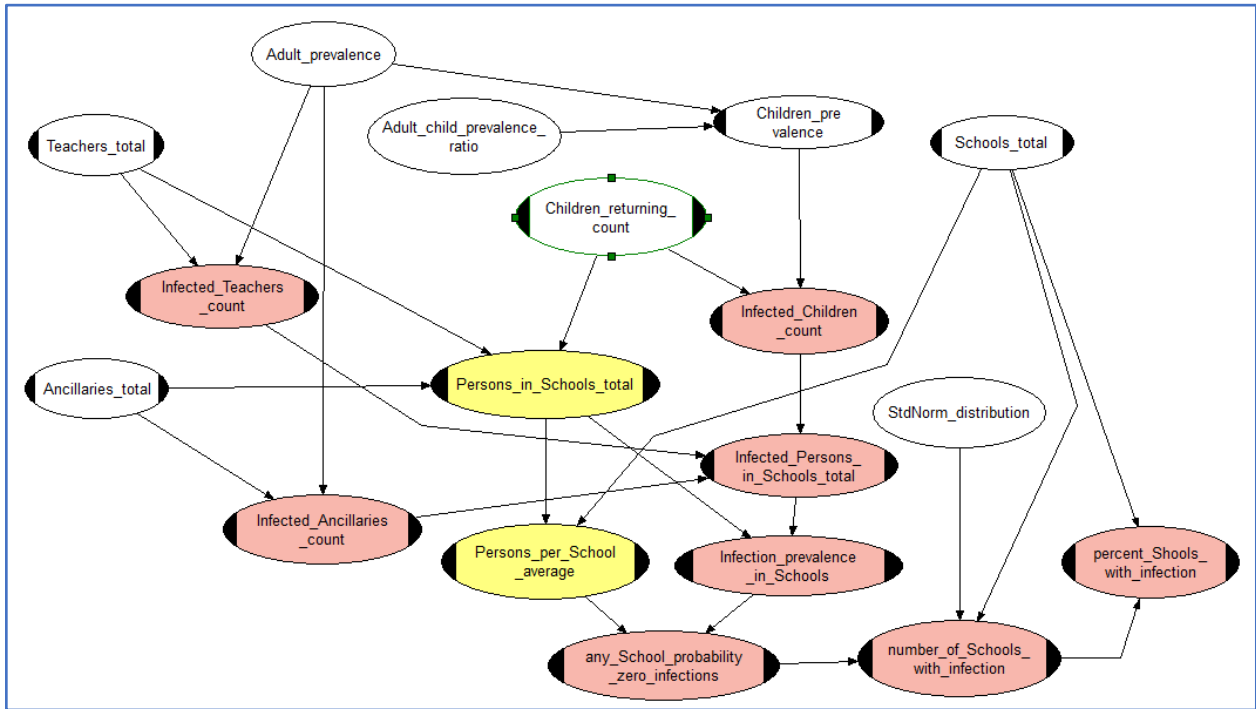 Adult_prevalence
Children_pre
valence
Adult_child_prevalence_
ratio
Teachers_total
Schools_total
Children_returning_
count
Infected_Teachers
_count
Infected_Children
_count
Ancillaries_total
Persons_in_Schools_total
StdNorm_distribution
Infected_Persons_
in_Schools_total
Infected_Ancillaries
_count
Persons_per_School
_average
Infection_prevalence
_in_Schools
percent_Shools_
with_infection
any_School_probability
_zero_infections
number_of_Schools_
with_infection